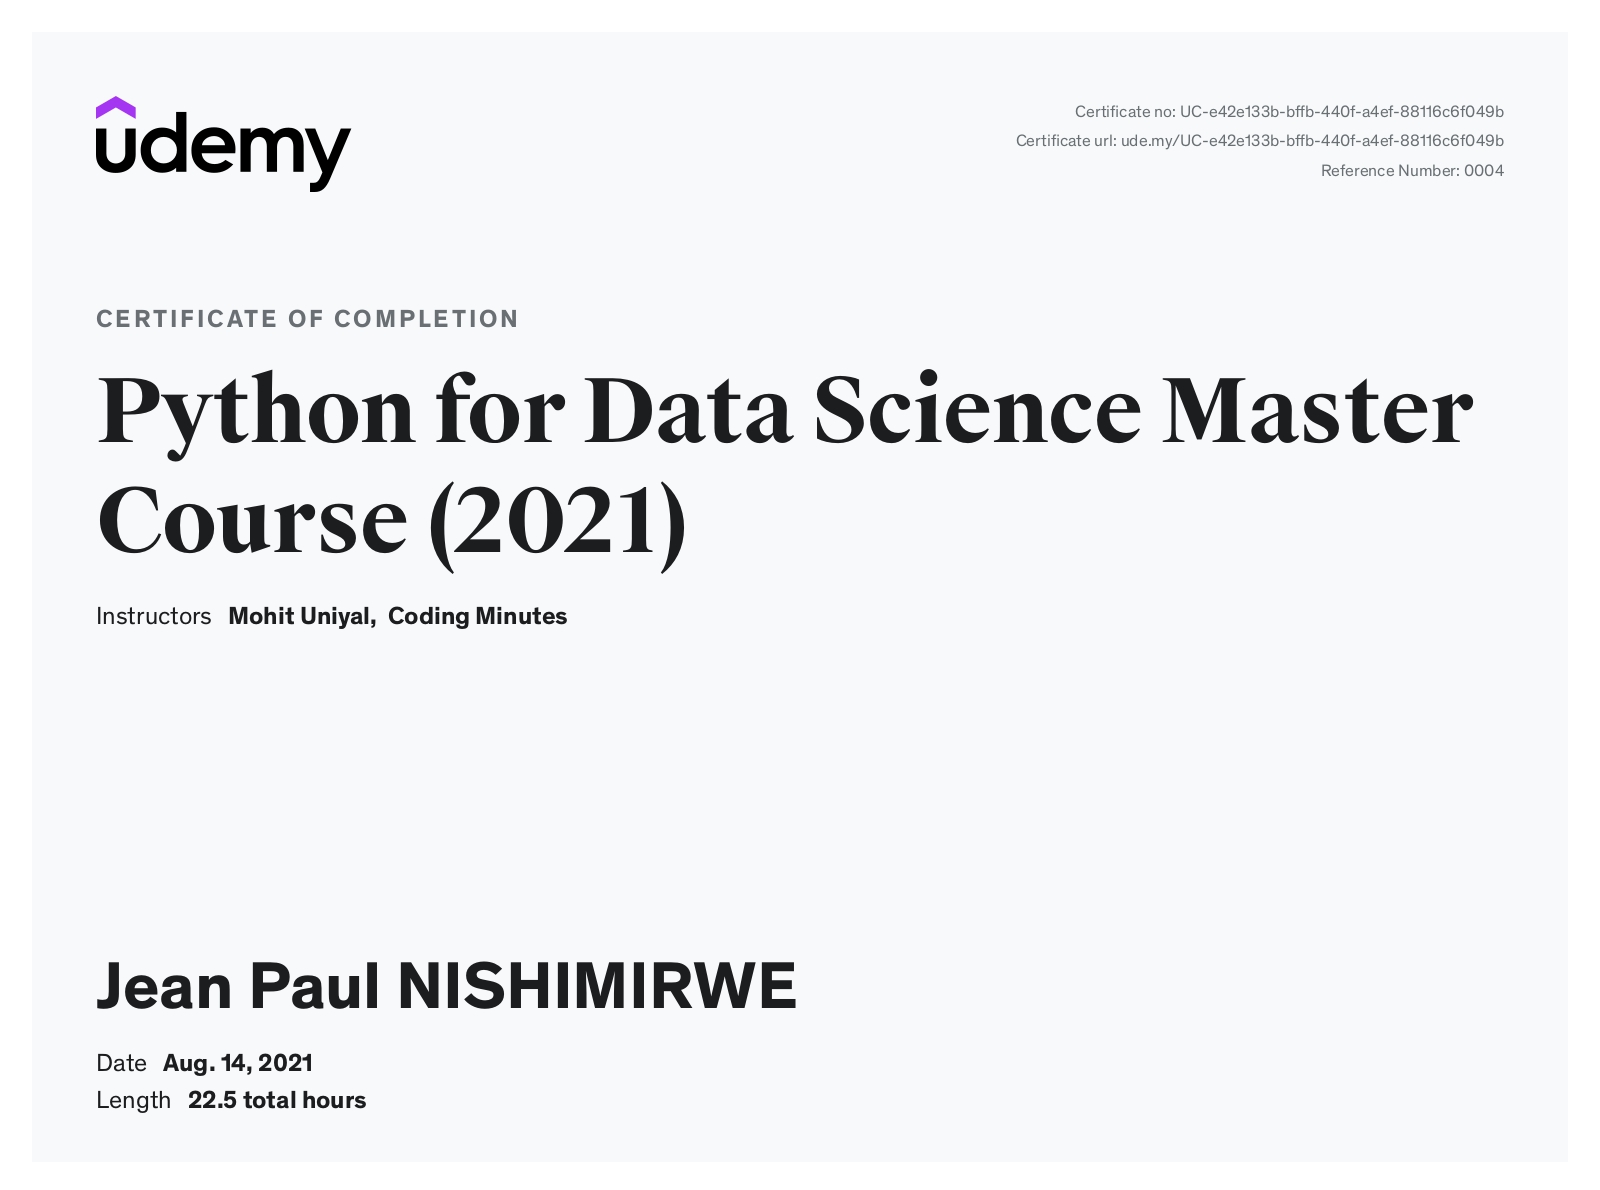 udemy
Certificate no: UC-e42e133b-bffb-440f-a4ef-88116c6f049b
Certificate url: ude.my/UC-e42e133b-bffb-440f-a4ef-88116c6f049b
Reference Number: 0004
CERTIFICATE OF COMPLETION
Python for Data Science Master
Course (2021)
Instructors Mohit Uniyal, Coding Minutes
Jean Paul NISHIMIRWE
Date Aug. 14, 2021
Length 22.5 total hours